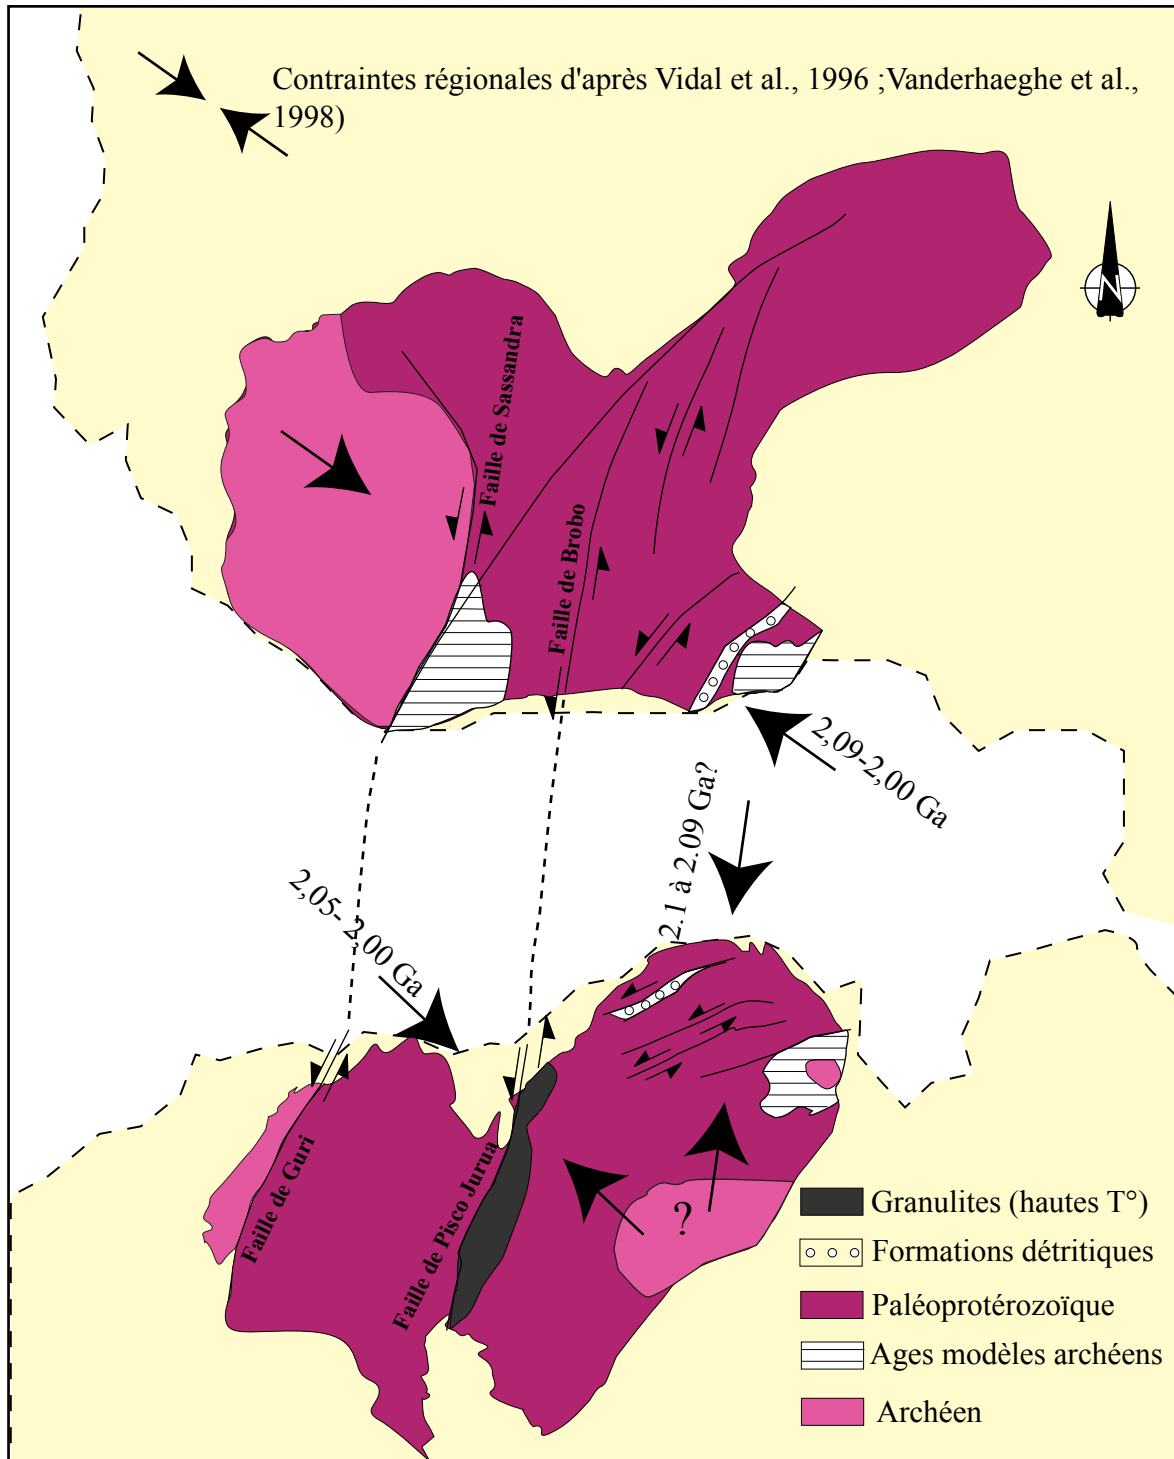 Contraintes régionales d'après Vidal et al., 1996 ;Vanderhaeghe et al.,
1998)
N
Faille de Sassandra
Faille de Brobo
2,09-2,00 Ga
2.1 à 2.09 Ga?
2,05- 2,00 Ga
Faille de Guri
Faille de Pisco Jurua
?
Granulites (hautes T°)
Formations détritiques
Paléoprotérozoïque
Ages modèles archéens
Archéen